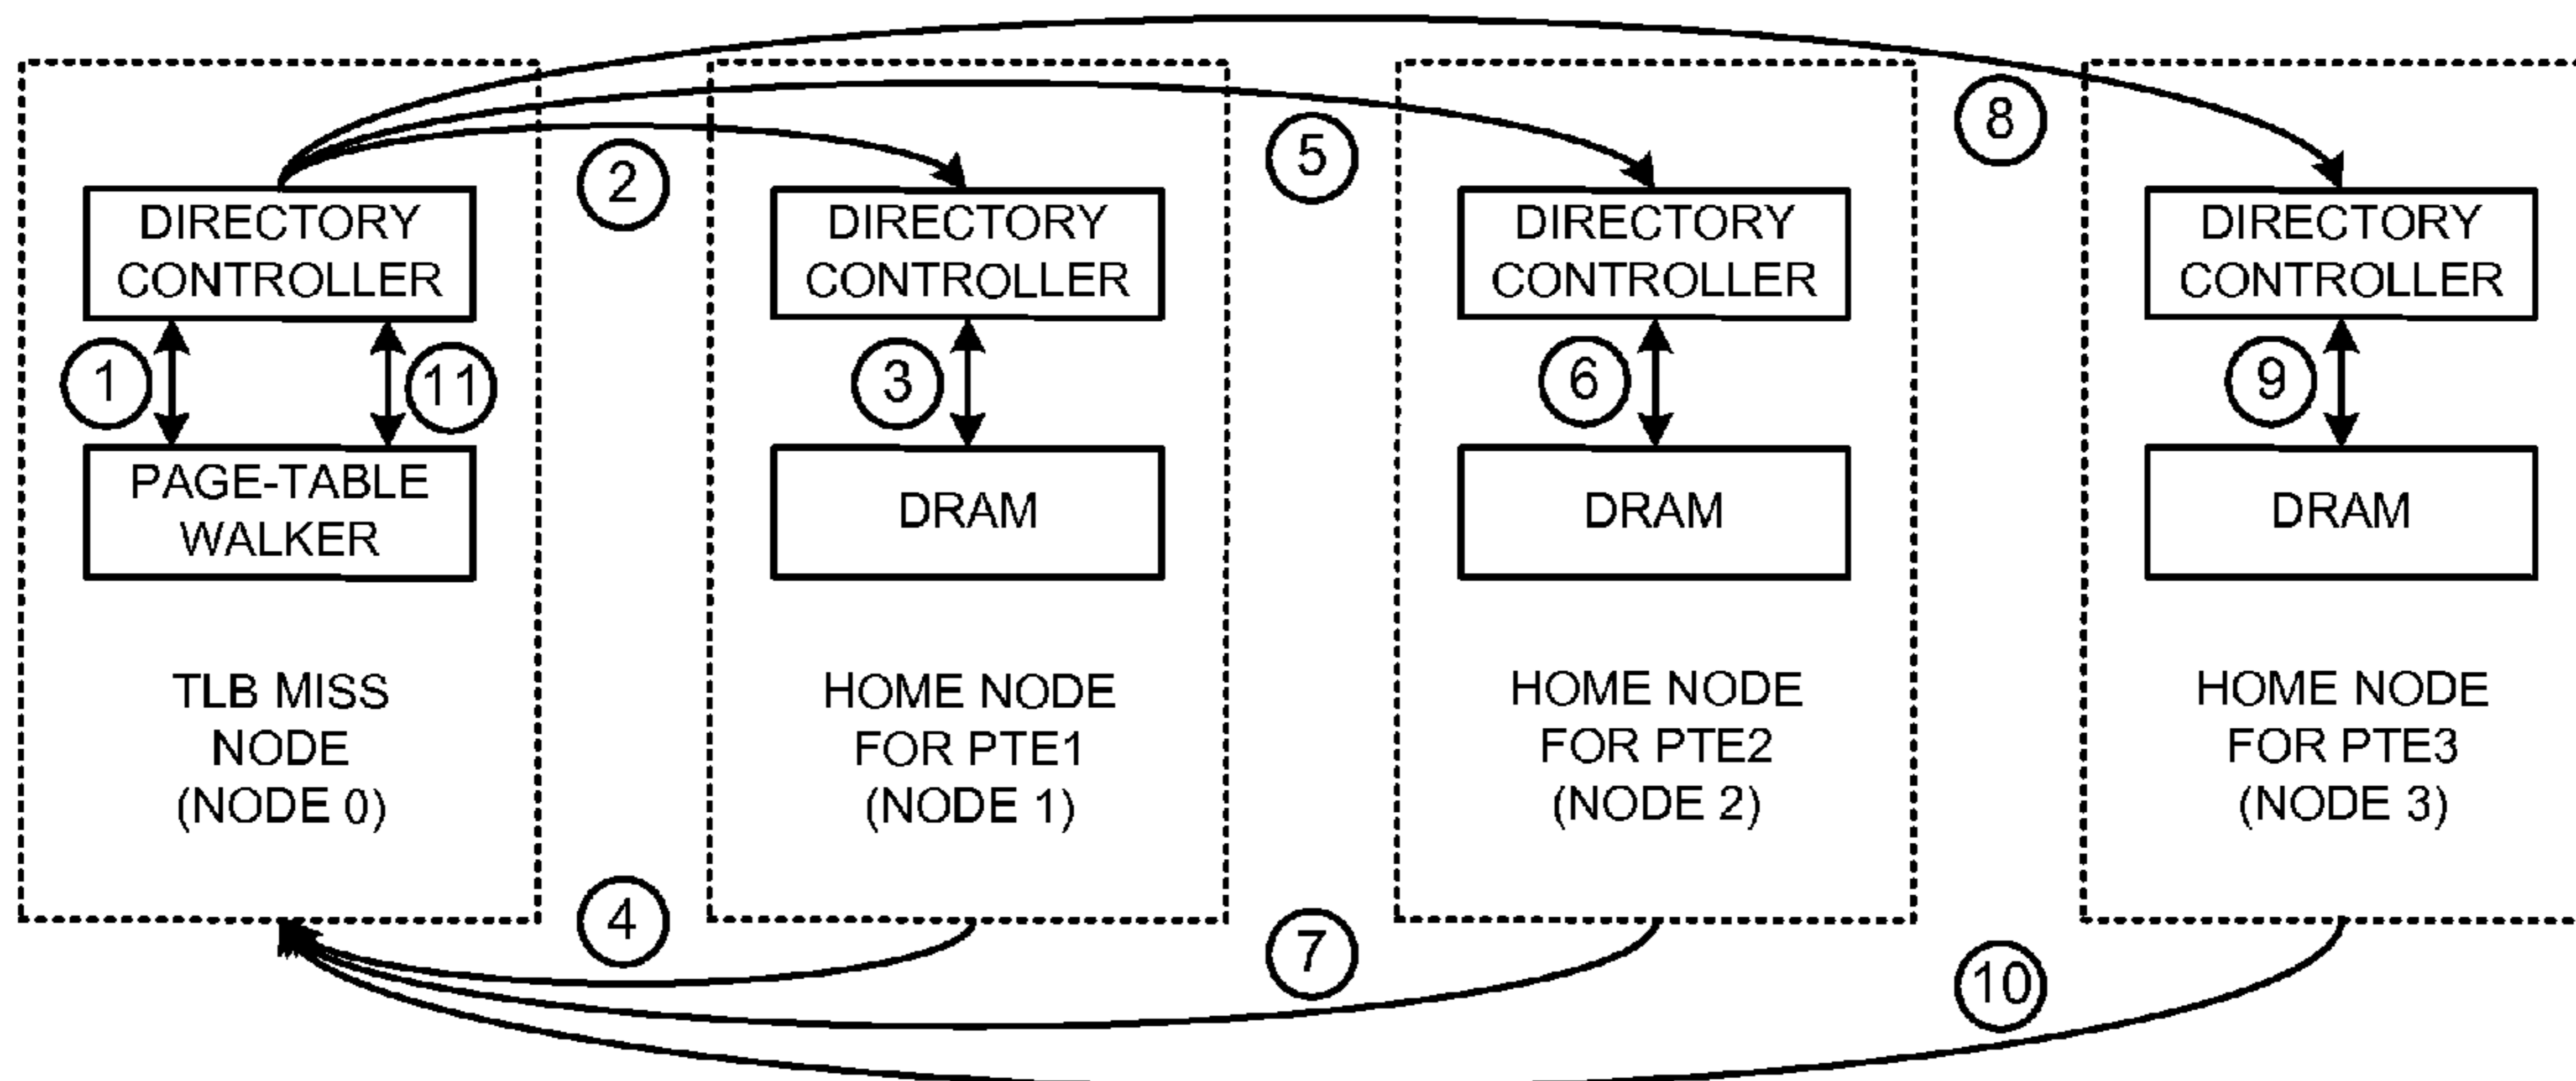 2
5
8
DIRECTORY
CONTROLLER
DIRECTORY
CONTROLLER
DIRECTORY
CONTROLLER
DIRECTORY
CONTROLLER
1
11
3
6
9
PAGE-TABLE
WALKER
DRAM
DRAM
DRAM
TLB MISS
NODE
(NODE 0)
HOME NODE
FOR PTE1
(NODE 1)
HOME NODE
FOR PTE2
(NODE 2)
HOME NODE
FOR PTE3
(NODE 3)
4
7
10